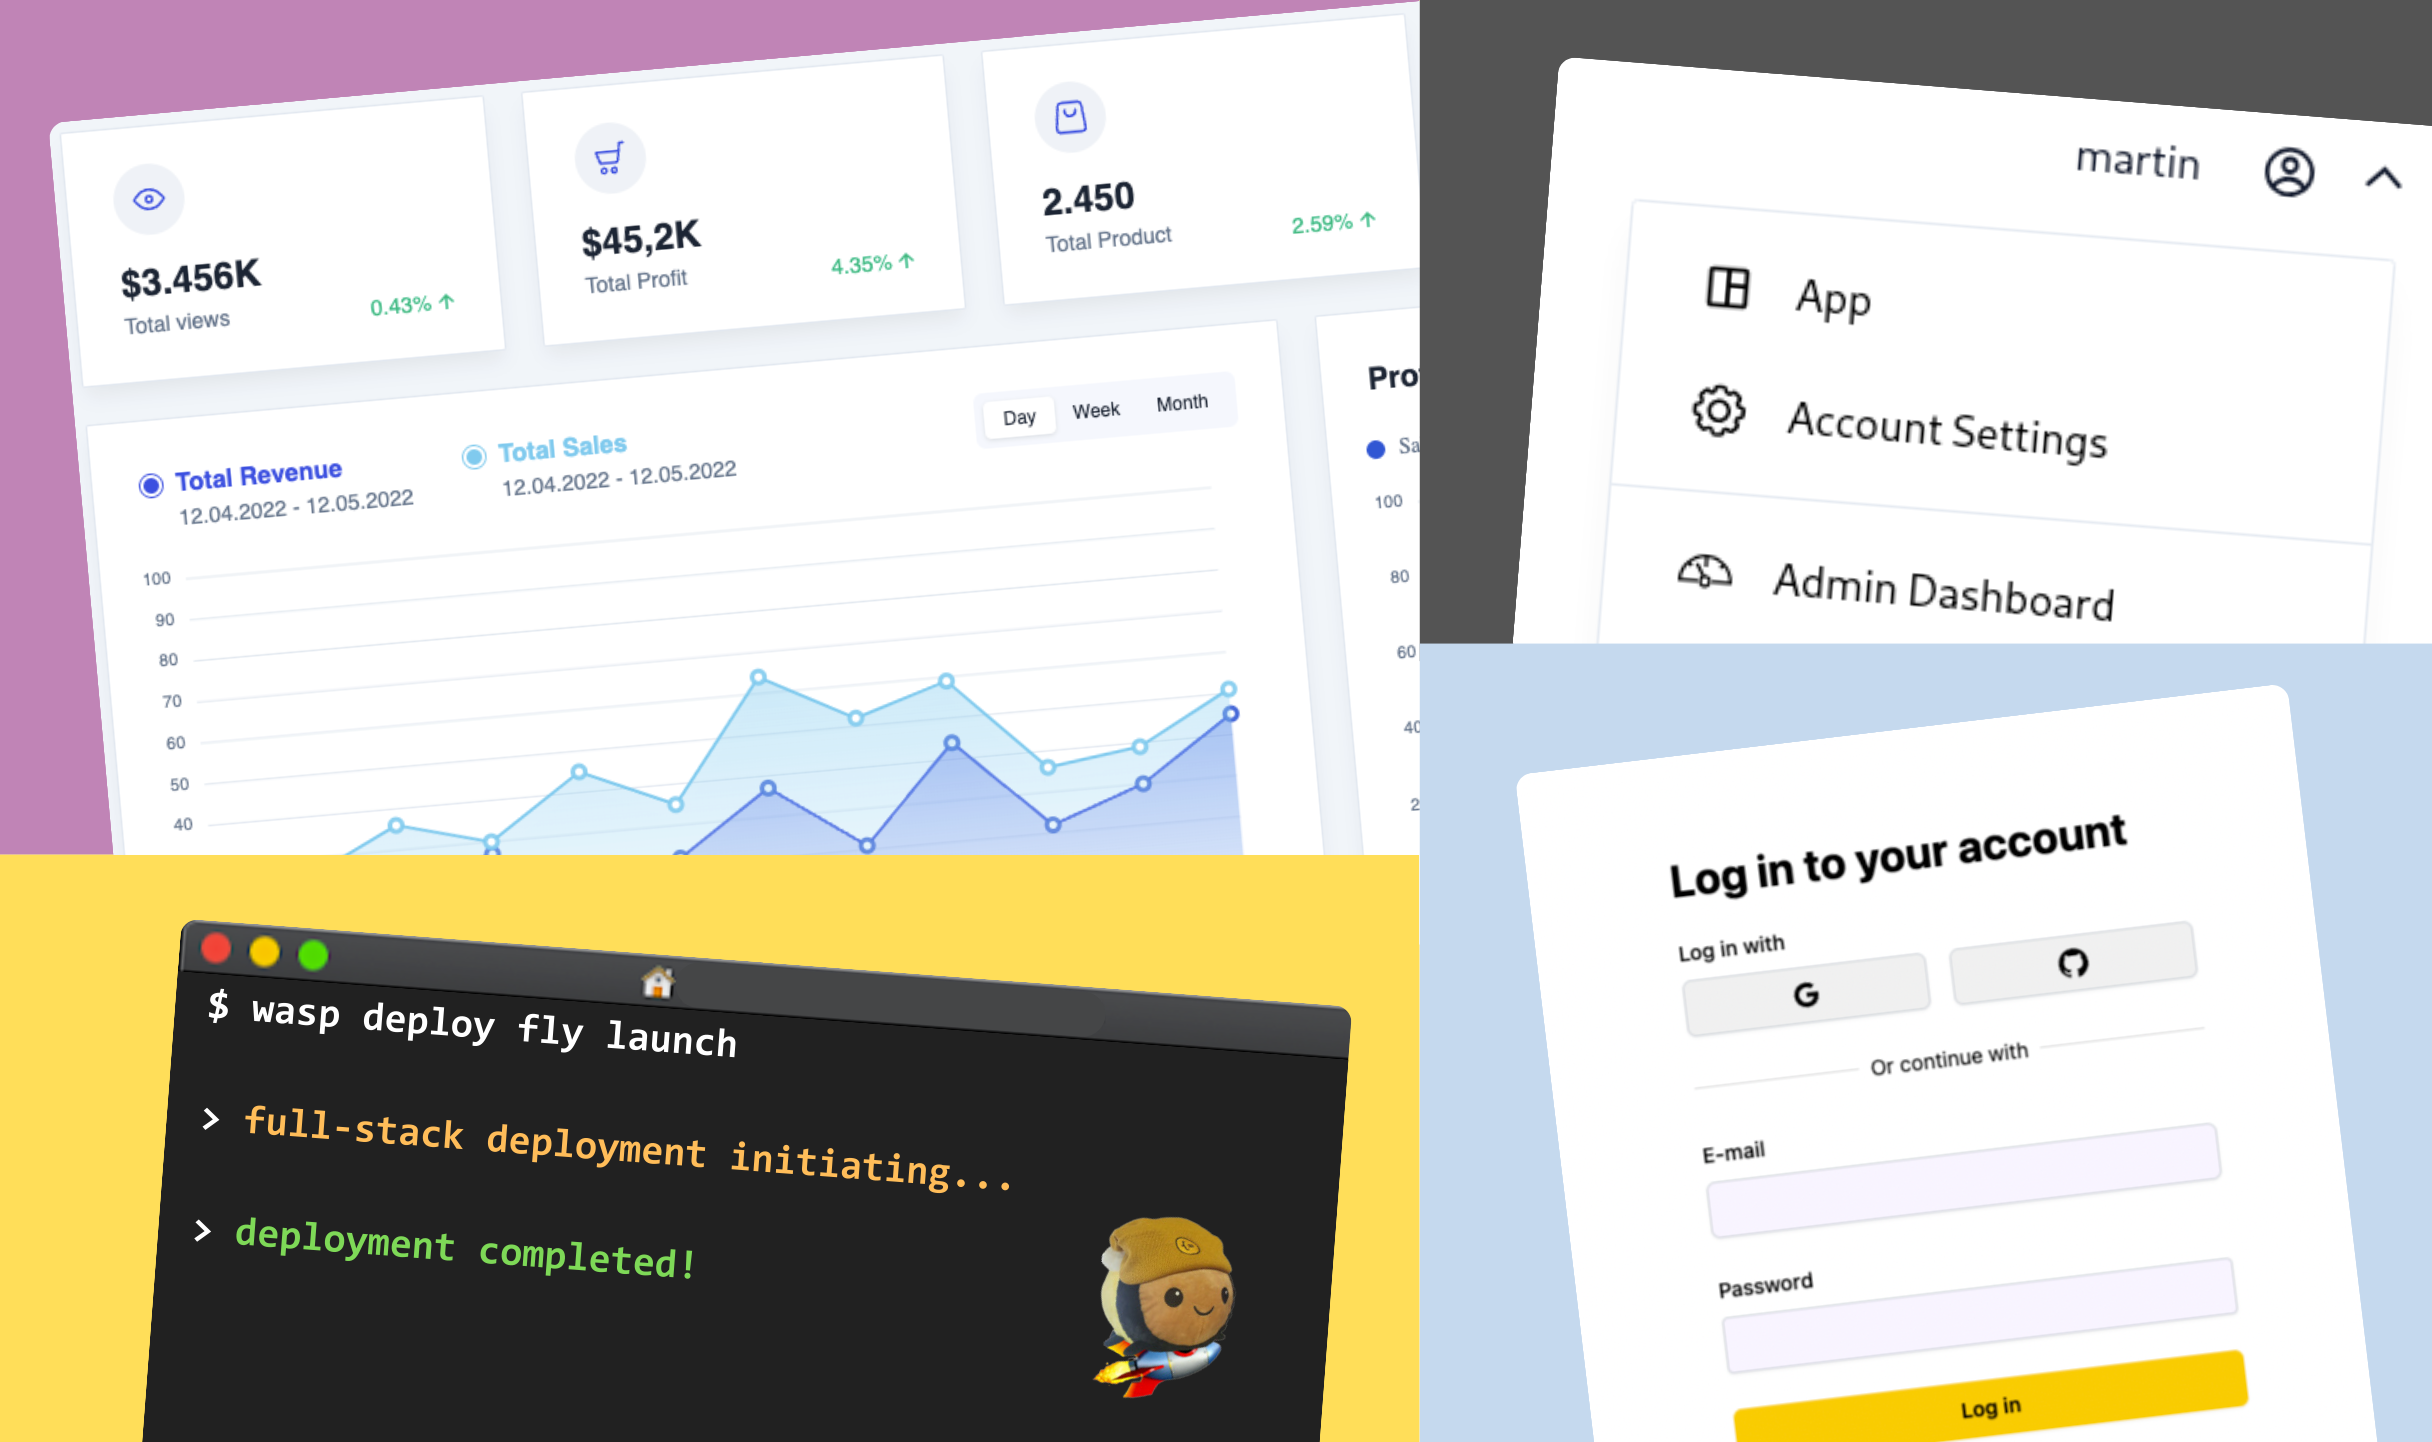 $3.456K
Total views
0.43%
$45,2K
Total Profit
4.35%
2.450
Total Product
2.59%
Total Revenue
12.04.2022 - 12.05.2022
Total Sales
12.04.2022 - 12.05.2022
Day Week Month
100
90
80
70
60
50
40
Pro
Sa
100
80
60
40
2
martin
App
Account Settings
Admin Dashboard
$ wasp deploy fly launch
> full-stack deployment initiating...
> deployment completed!
Log in to your account
Log in with
G
Or continue with
E-mail
Password
Log in